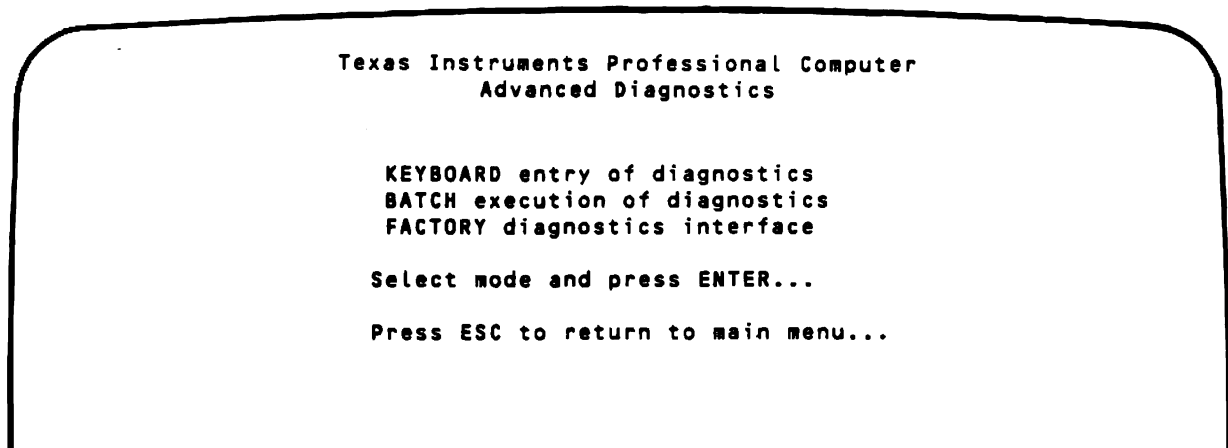 Texas Instruments Professional Computer
Advanced Diagnostics
KEYBOARD entry of diagnostics
BATCH execution of diagnostics
FACTORY diagnostics interface
Select mode and press ENTER...
Press ESC to return to main menu...